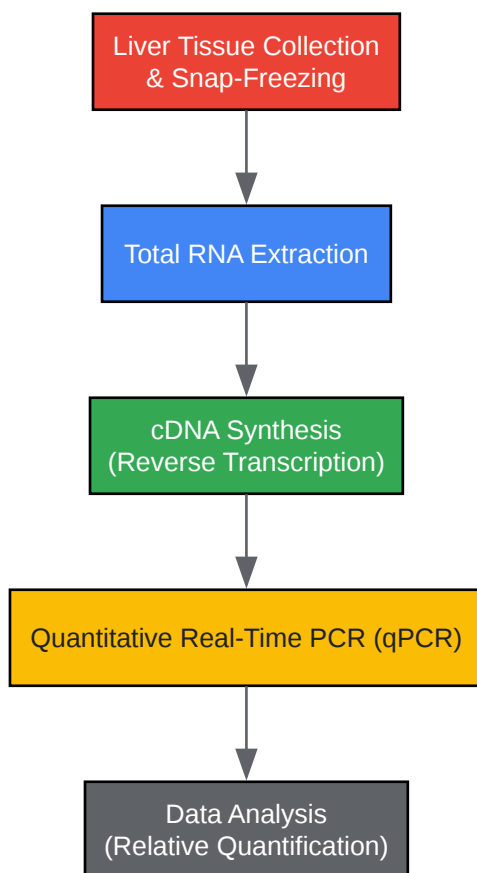 Liver Tissue Collection
& Snap-Freezing
Total RNA Extraction
cDNA Synthesis
(Reverse Transcription)
Quantitative Real-Time PCR (qPCR)
Data Analysis
(Relative Quantification)